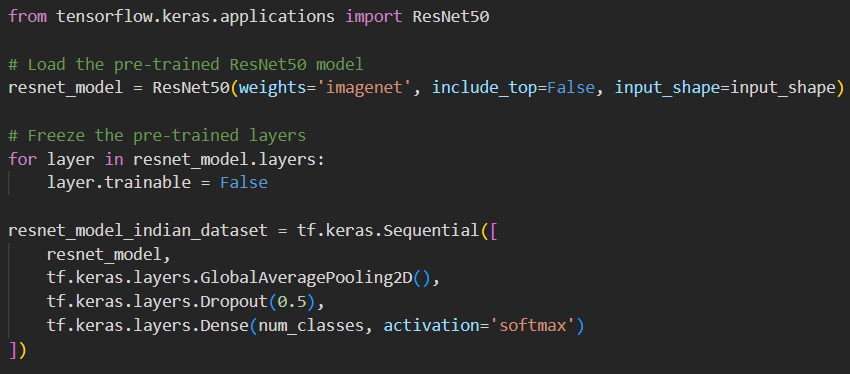 from tensorflow.keras.applications import ResNet50
# Load the pre-trained ResNet50 model
resnet_model = ResNet50(weights='imagenet', include_top=False, input_shape=input_shape)
# Freeze the pre-trained layers
for layer in resnet_model.layers:
    layer.trainable = False
resnet_model_indian_dataset = tf.keras.Sequential([
    resnet_model,
    tf.keras.layers.GlobalAveragePooling2D(),
    tf.keras.layers.Dropout(0.5),
    tf.keras.layers.Dense(num_classes, activation='softmax')
])